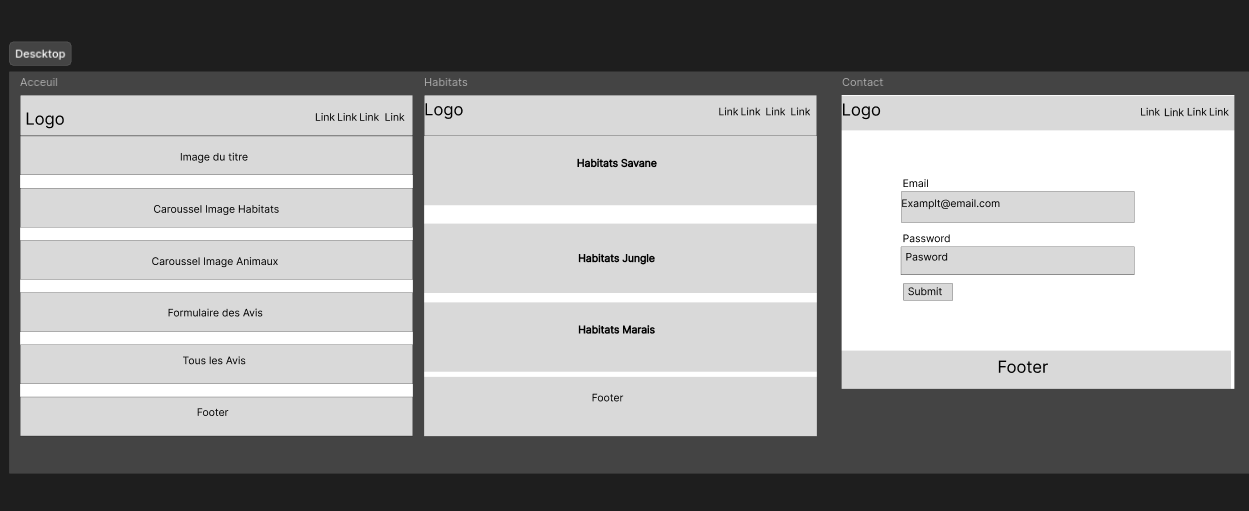 Descktop
Acceuil
Logo
Link Link Link Link
Image du titre
Caroussel Image Habitats
Caroussel Image Animaux
Formulaire des Avis
Tous les Avis
Footer
Habitats
Logo
Link Link Link Link
Habitats Savane
Habitats Jungle
Habitats Marais
Footer
Contact
Logo
Link Link Link Link
Email
Examplt@email.com
Password
Pasword
Submit
Footer